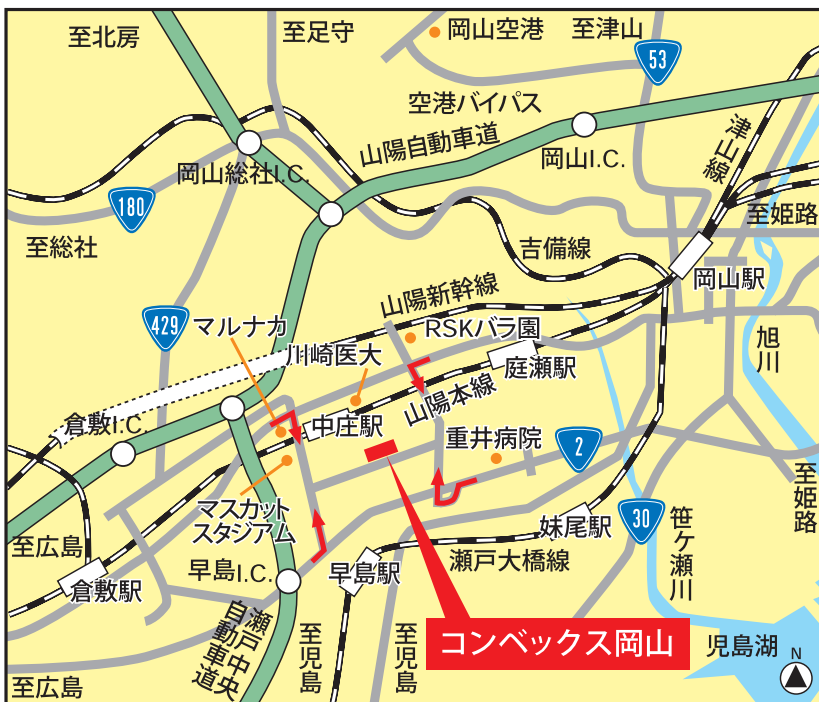 至北房
至足守
岡山空港
至津山
53
空港バイパス
山陽自動車道
岡山I.C.
津山線
岡山総社I.C.
180
至総社
至姫路
吉備線
岡山駅
山陽新幹線
429
マルナカ
RSKバラ園
川崎医大
庭瀬駅
旭川
山陽本線
倉敷I.C.
中庄駅
重井病院
2
至姫路
マスカット
スタジアム
30
笹ヶ瀬川
妹尾駅
至広島
早島I.C.
早島駅
瀬戸大橋線
倉敷駅
瀬戸中央
自動車道
至児島
至児島
コンベックス岡山
児島湖
N
至広島